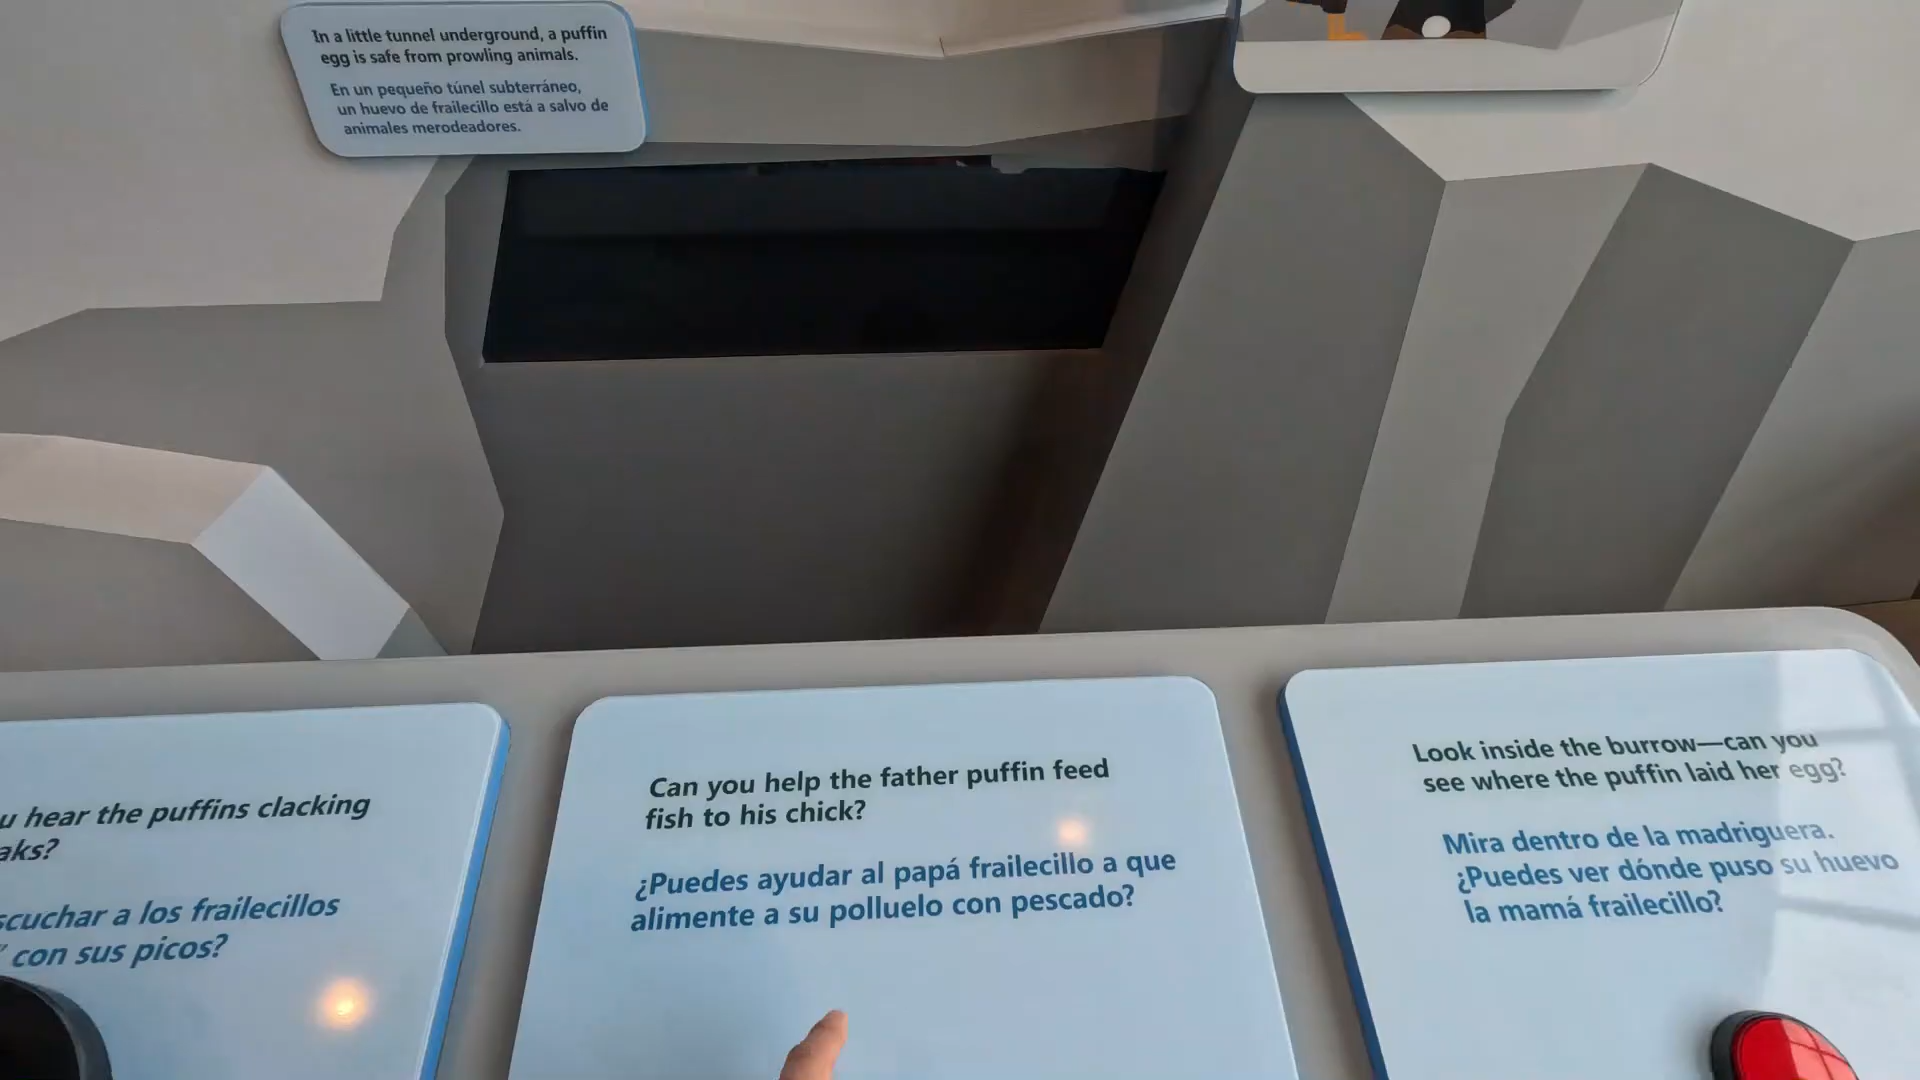 In a little tunnel underground, a puffin
egg is safe from prowling animals.
En un pequeño túnel subterráneo,
un huevo de frailecillo está a salvo de
animales merodeadores.
hear the puffins clacking
a los frailecillos
con sus picos?
Can you help the father puffin feed
fish to his chick?
¿Puedes ayudar al papá frailecillo a que
alimente a su polluelo con pescado?
Look inside the burrow—can you
see where the puffin laid her egg?
Mira dentro de la madriguera.
¿Puedes ver dónde puso su huevo
la mamá frailecillo?